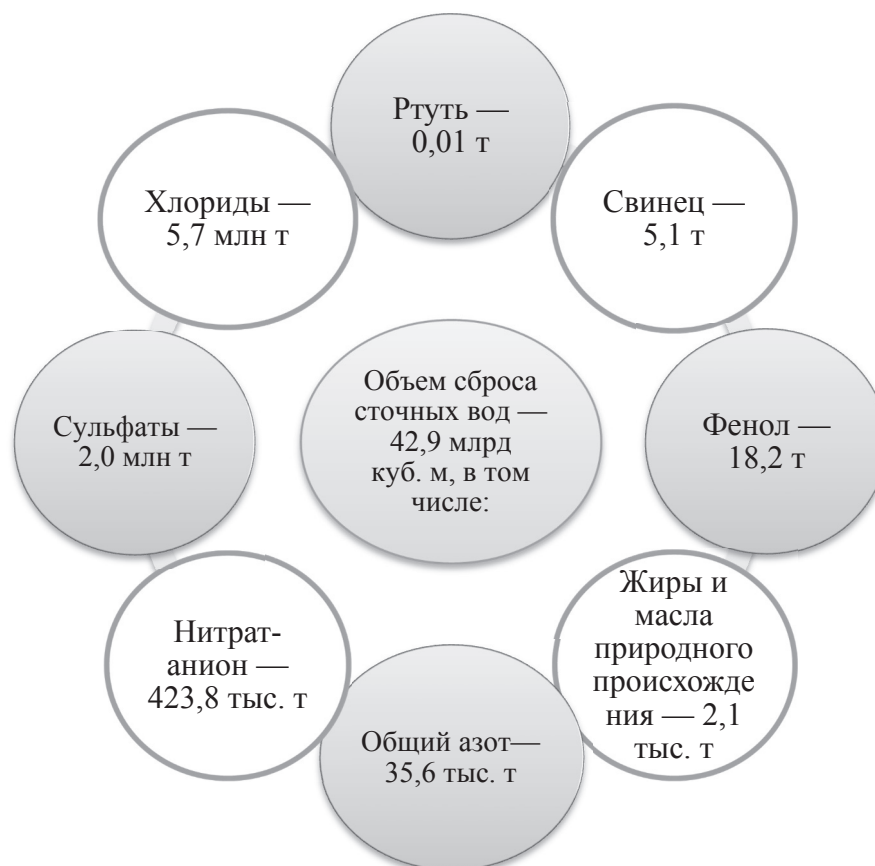 Ртуть —
0,01 т
Хлориды —
5,7 млн т
Свинец —
5,1 т
Объем сброса
сточных вод —
42,9 млрд
куб. м, в том
числе:
Сульфаты —
2,0 млн т
Фенол —
18,2 т
Нитрат-
анион —
423,8 тыс. т
Жиры и
масла
природного
происхожде
ния — 2,1
тыс. т
Общий азот—
35,6 тыс. т